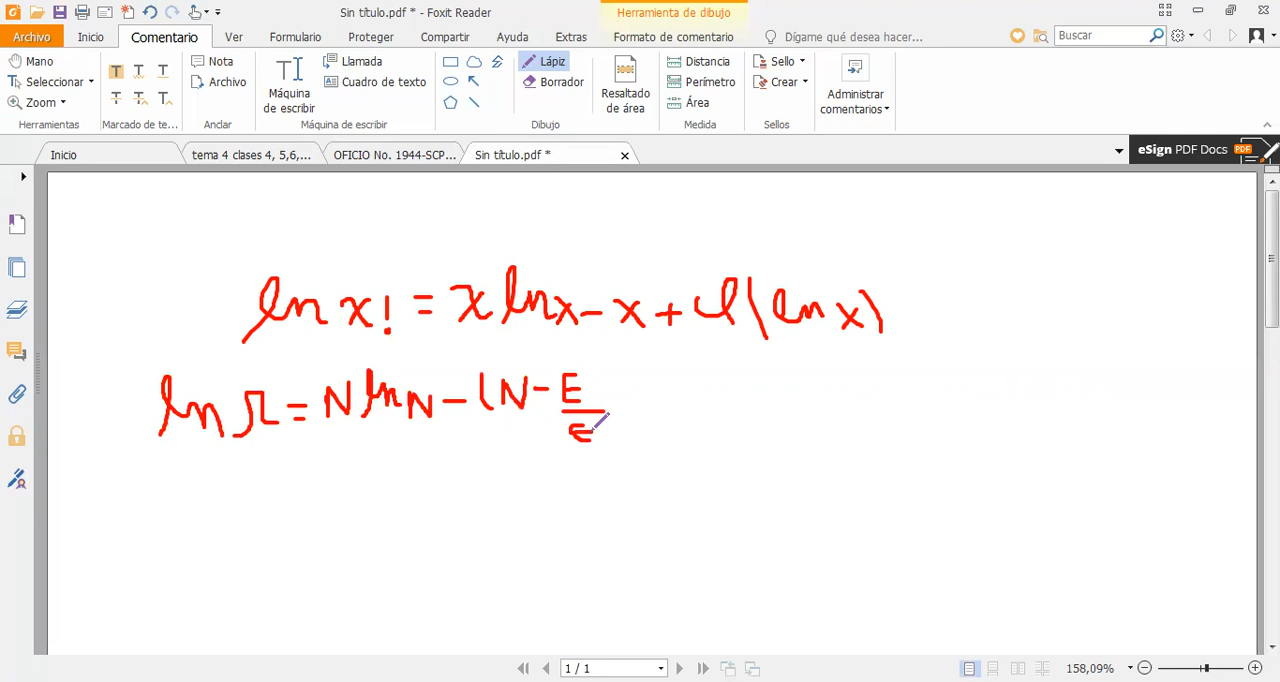 Sin título.pdf * - Foxit Reader
Herramienta de dibujo
Archivo Inicio Comentario Ver Formulario Proteger Compartir Ayuda Extras Formato de comentario Dígame qué desea hacer... Buscar
Mano
Seleccionar
Zoom
Herramientas
T T T
T T T
Marcado de te...
Nota
Archivo
Anclar
Máquina de escribir
Llamada
Cuadro de texto
Máquina de escribir
Lápiz
Borrador
Dibujo
Resaltado de área
Distancia
Perímetro
Área
Medida
Sello
Crear
Sellos
Administrar comentarios
Inicio tema 4 clases 4, 5,6,... OFICIO No. 1944-SCP... Sin título.pdf * eSign PDF Docs PDF
ln x! = x ln x - x +
(ln x)
ln Ω = N ln N - (N - E
1 / 1 158,09%